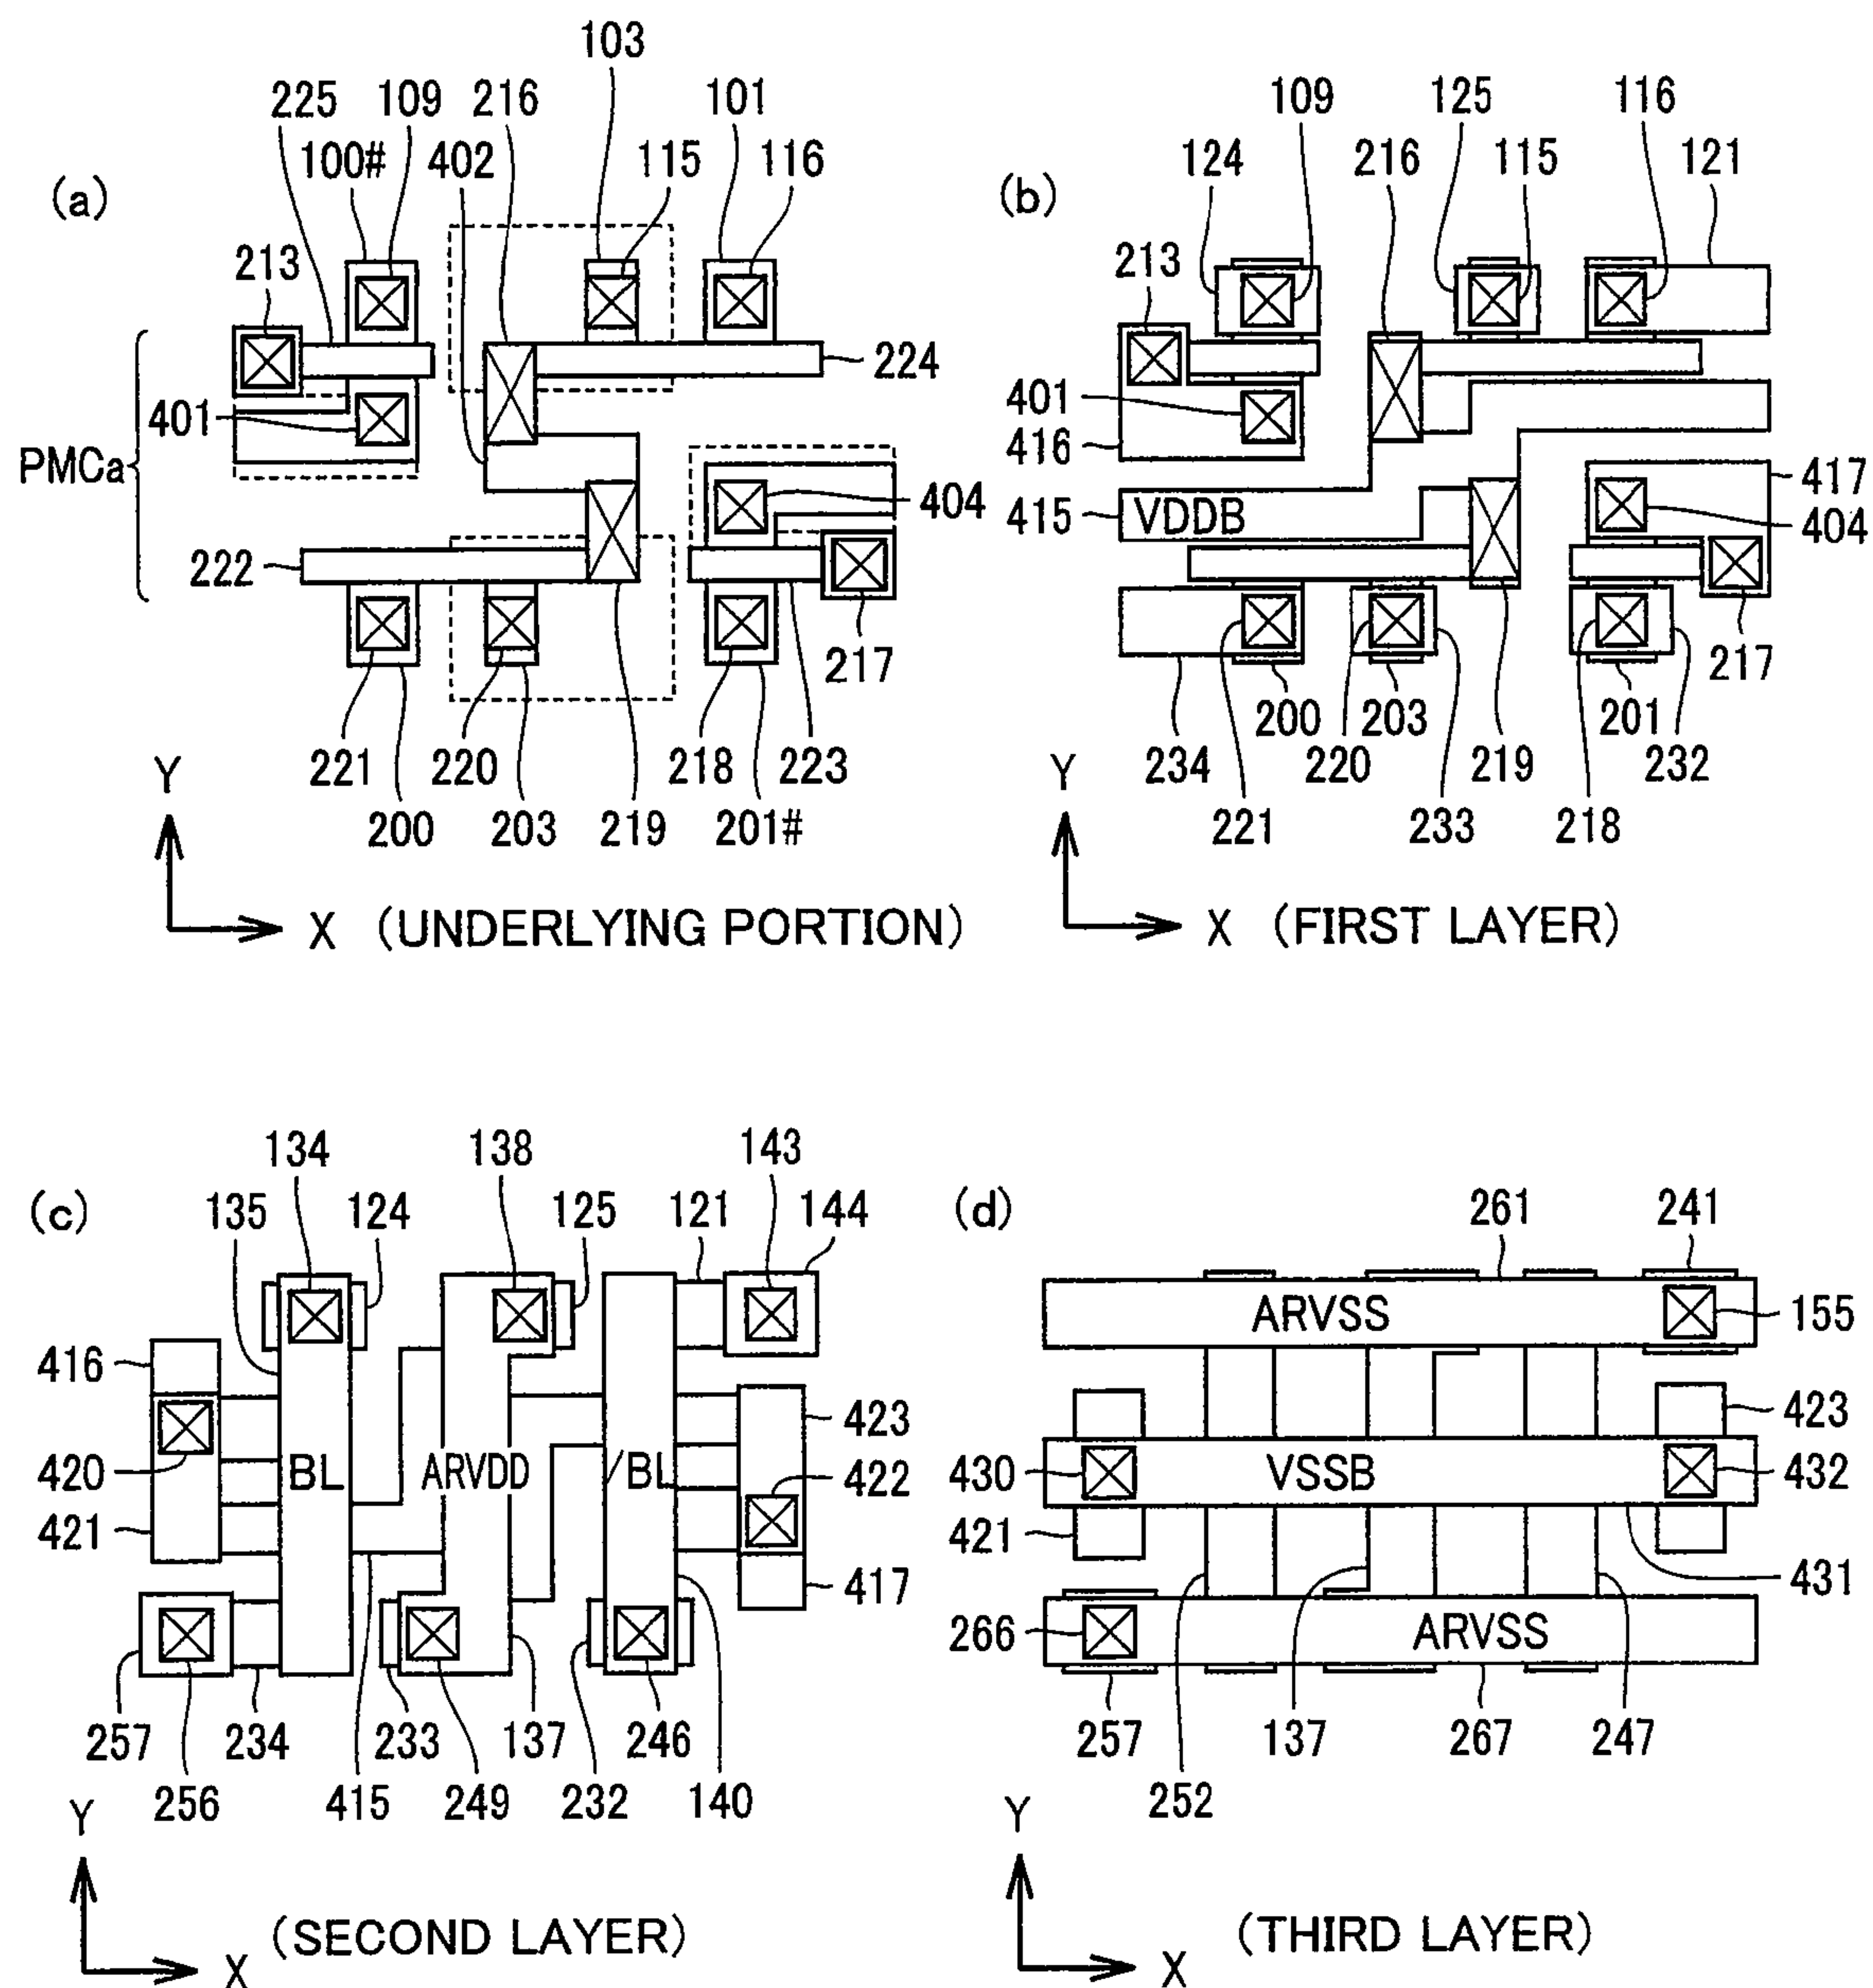 (a)
103
225 109 216 101
100# 402 115 116
213
224
401
PMCa
404
222
217
221 220 218 223
200 203 219 201#
Y
X (UNDERLYING PORTION)
(b)
109 125 116
124 216 115 121
213
401
416
417
415 VDDB
404
217
200 203 201
234 220 219 232
221 233 218
Y
X (FIRST LAYER)
(c)
134 138 143
135 124 125 121 144
416
423
420 BL ARVDD /BL 422
421
417
257 234 233 137 246
256 415 249 232 140
Y
X (SECOND LAYER)
(d)
261 241
ARVSS 155
423
430 VSSB 432
421
431
266 ARVSS
257 137 267 247
252
Y
X (THIRD LAYER)